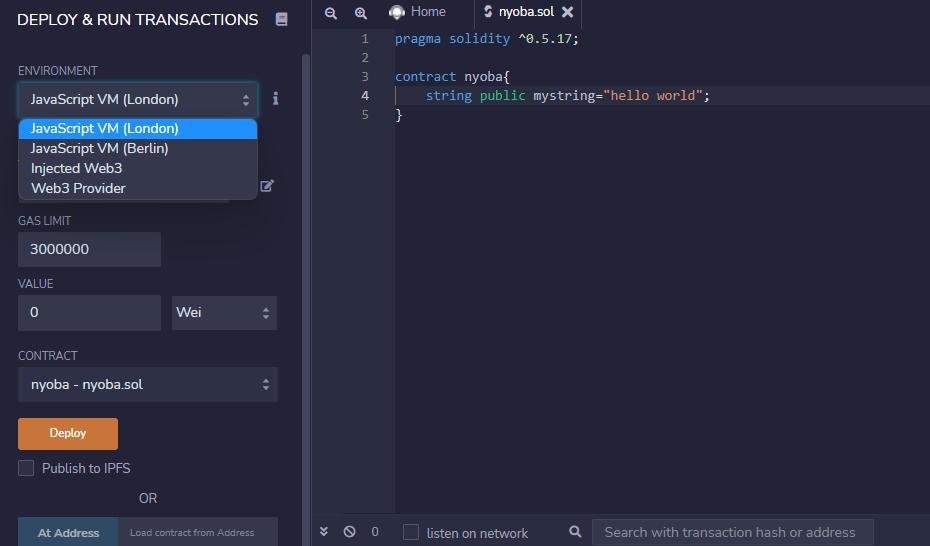 DEPLOY & RUN TRANSACTIONS
ENVIRONMENT
JavaScript VM (London)
JavaScript VM (London)
JavaScript VM (Berlin)
Injected Web3
Web3 Provider
GAS LIMIT
3000000
VALUE
0
Wei
CONTRACT
nyoba - nyoba.sol
Deploy
Publish to IPFS
OR
At Address
Load contract from Address
Home
nyoba.sol
1 pragma solidity ^0.5.17;
2
3 contract nyoba{
4 string public mystring="hello world";
5 }
0
listen on network
Search with transaction hash or address